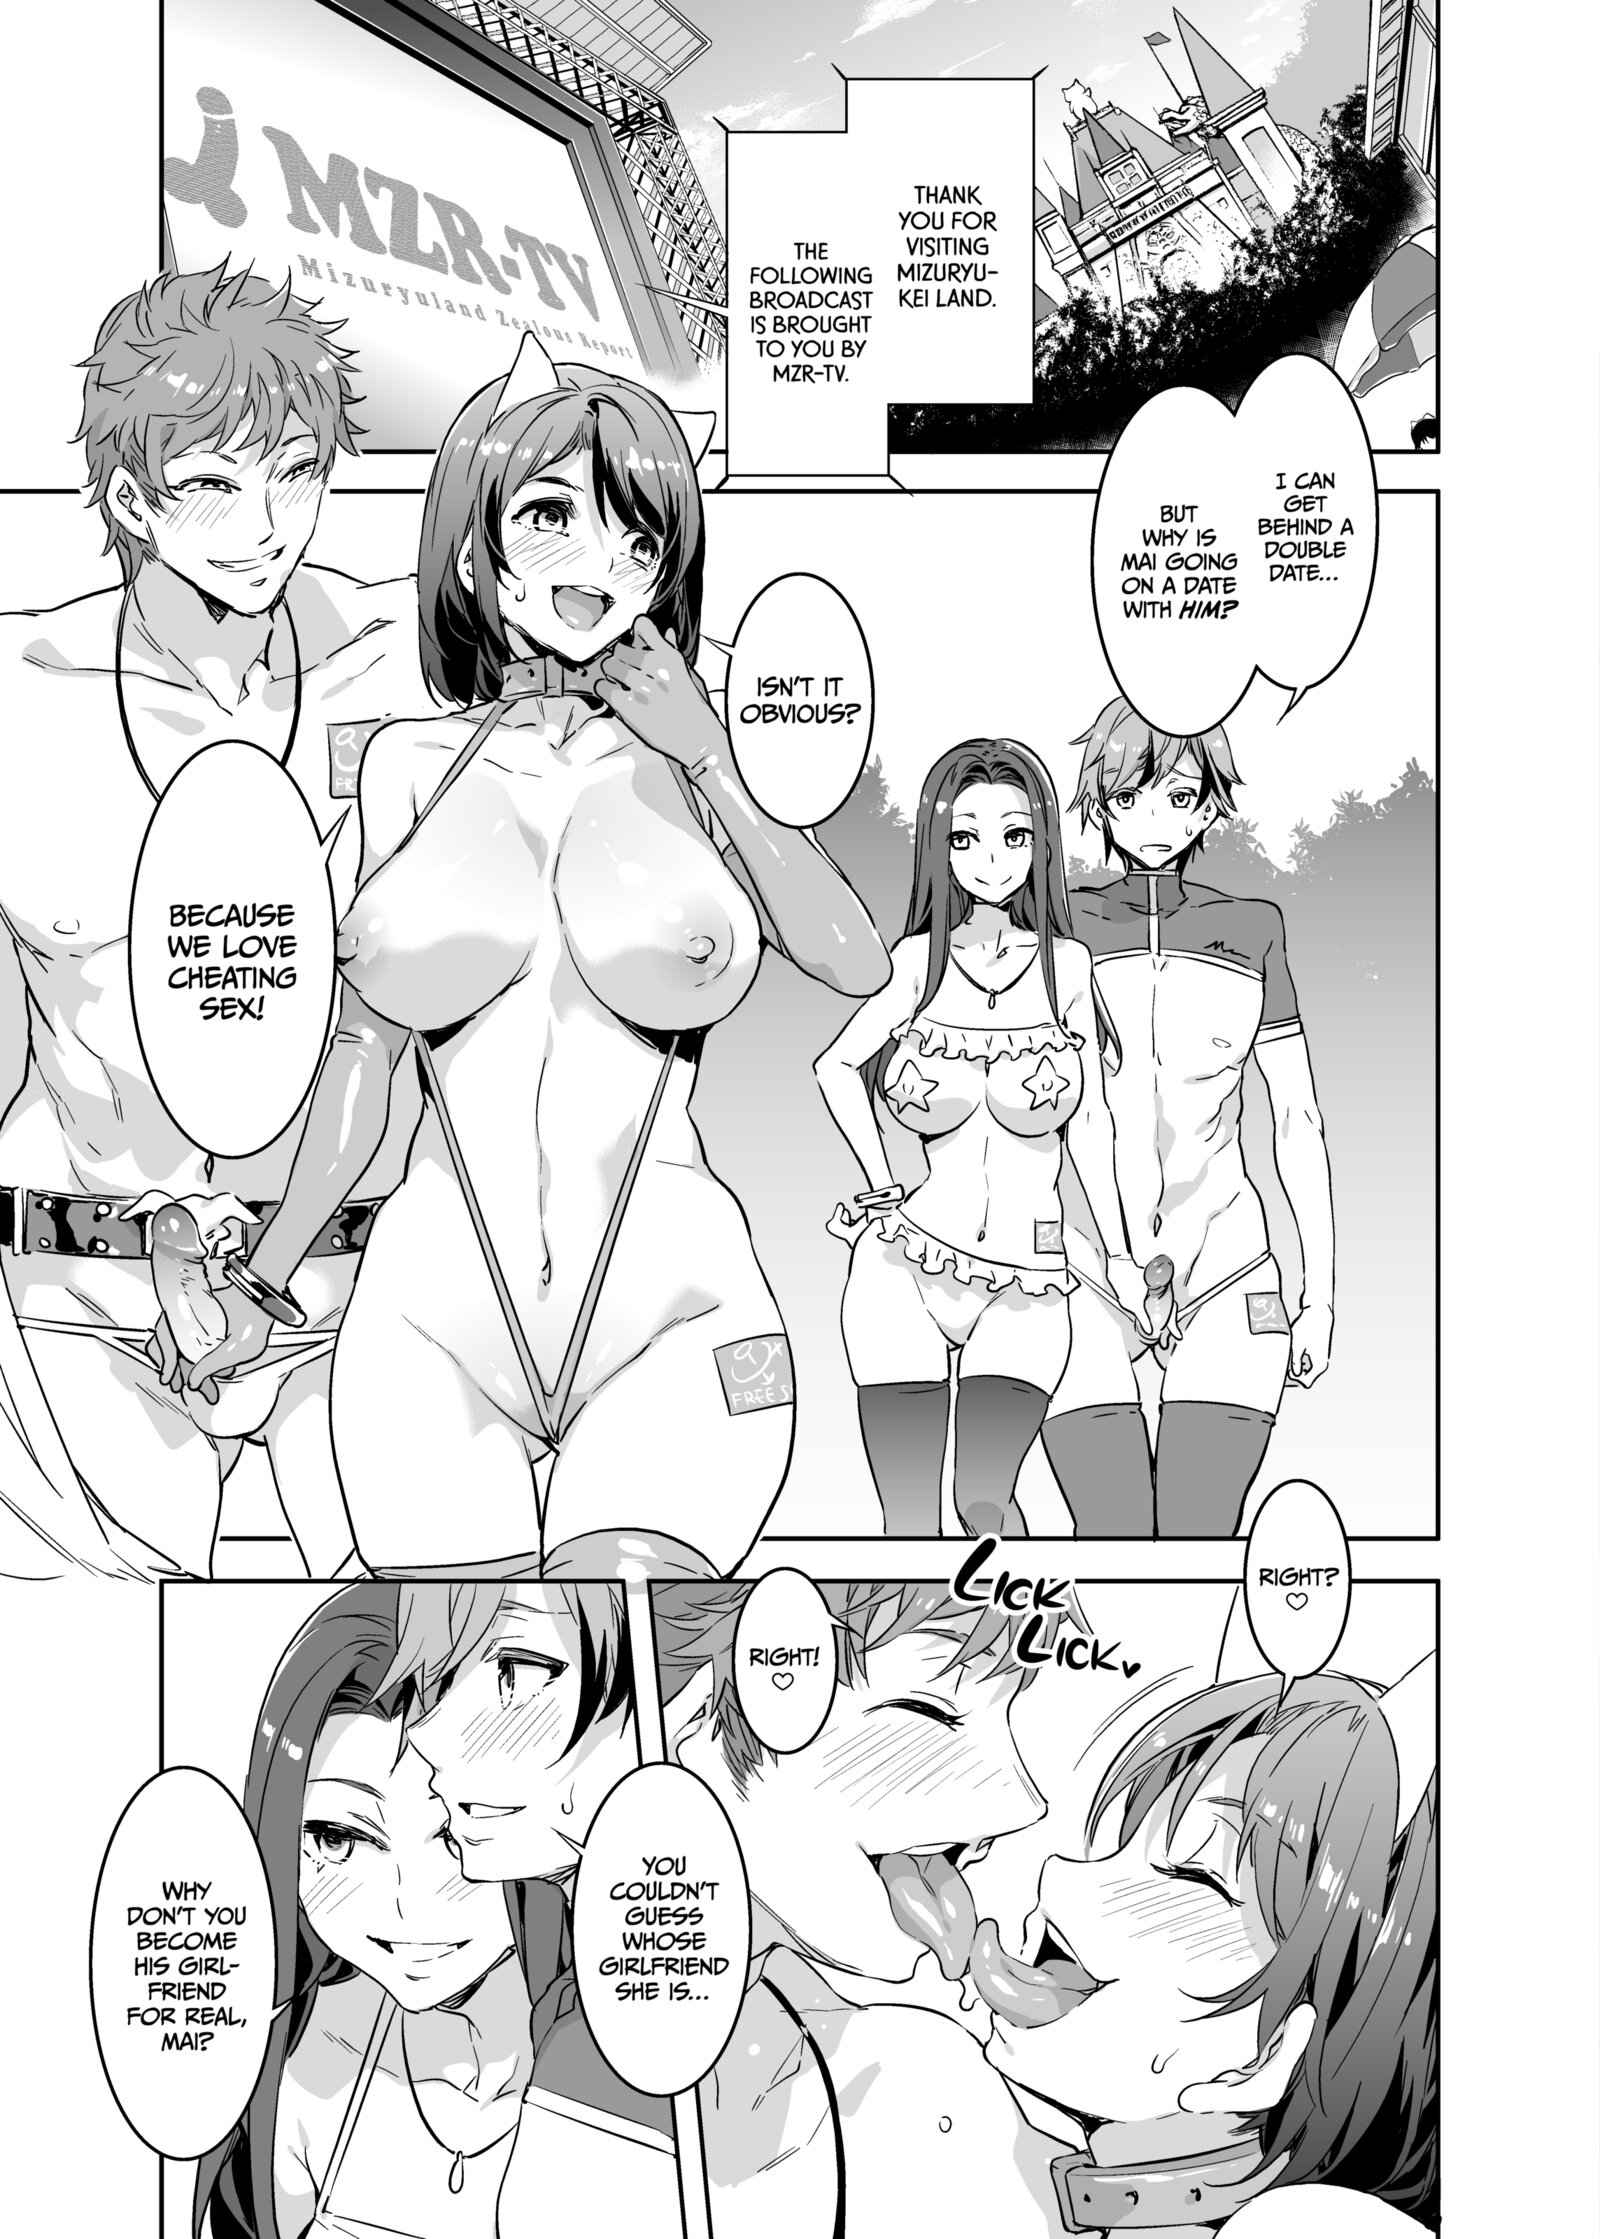 MZR-TV
Mizuryuland Zealous Report
THANK
YOU FOR
VISITING
MIZURYU-
KEI LAND.
THE
FOLLOWING
BROADCAST
IS BROUGHT
TO YOU BY
MZR-TV.
I CAN
GET
BEHIND A
DOUBLE
DATE...
BUT
WHY IS
MAI GOING
ON A DATE
WITH HIM?
ISN'T IT
OBVIOUS?
BECAUSE
WE LOVE
CHEATING
SEX!
FREE S
RIGHT?
♡
LICK
LICK♥
RIGHT!
♡
YOU
COULDN'T
GUESS
WHOSE
GIRLFRIEND
SHE IS...
WHY
DON'T YOU
BECOME
HIS GIRL-
FRIEND
FOR REAL,
MAI?